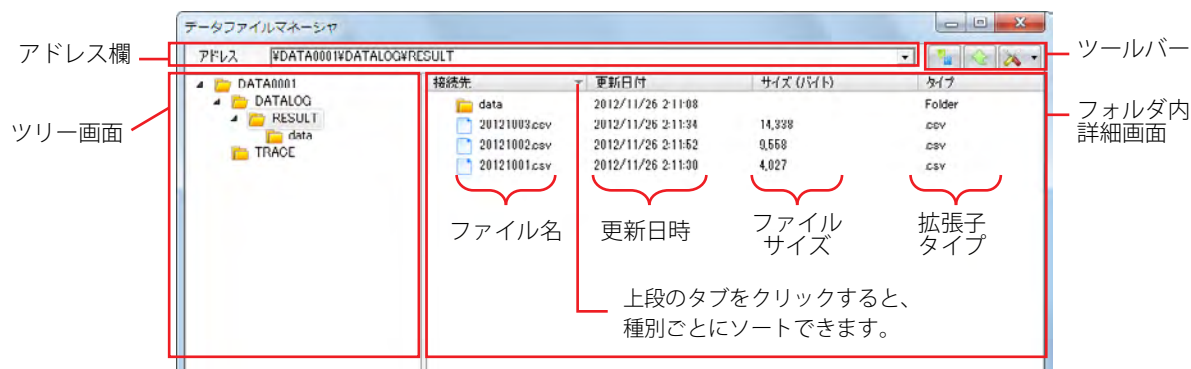 データファイルマネージャ
アドレス欄
アドレス ¥DATA0001¥DATALOG¥RESULT
ツールバー
ツリー画面
DATA0001
DATALOG
RESULT
data
TRACE
接続先 更新日付 サイズ (バイト) タイプ
data 2012/11/26 2:11:08 Folder
20121003.csv 2012/11/26 2:11:34 14,338 .csv
20121002.csv 2012/11/26 2:11:52 9,558 .csv
20121001.csv 2012/11/26 2:11:30 4,027 .csv
フォルダ内
詳細画面
ファイル名
更新日時
ファイル
サイズ
拡張子
タイプ
上段のタブをクリックすると、
種別ごとにソートできます。